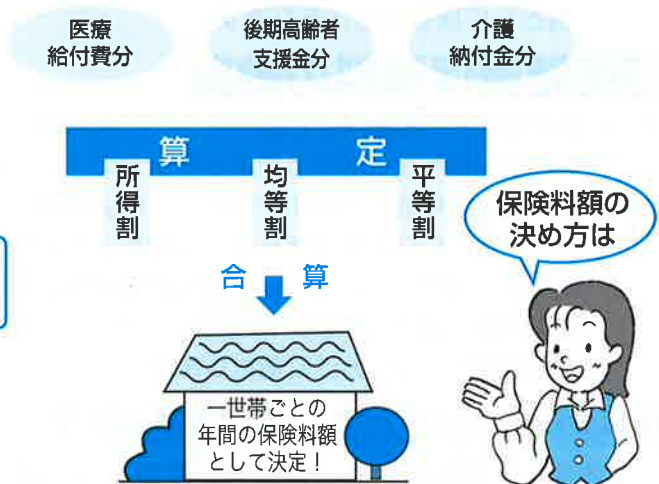 医療
給付費分
後期高齢者
支援金分
介護
納付金分
算定
所得割
均等割
平等割
保険料額の
決め方は
合算
一世帯ごとの
年間の保険料額
として決定！